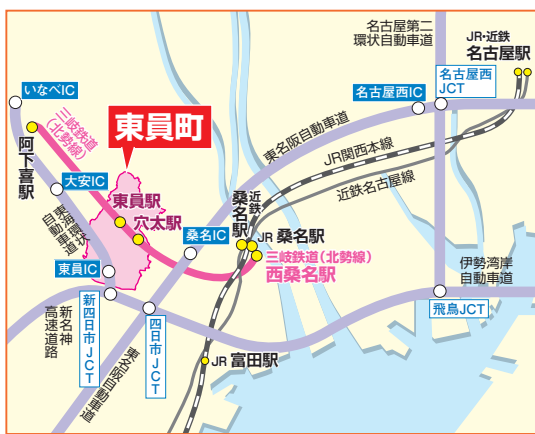 名古屋第二
環状自動車道
JR・近鉄
名古屋駅
名古屋西
JCT
いなべIC
名古屋西IC
三岐鉄道
(北勢線)
東員町
阿下喜駅
東名阪自動車道
JR関西本線
近鉄名古屋線
大安IC
東員駅
穴太駅
東海環状
自動車道
桑名IC
近鉄
桑名駅
JR 桑名駅
三岐鉄道(北勢線)
西桑名駅
東員IC
伊勢湾岸
自動車道
飛島JCT
新名神
高速道路
新四日市JCT
四日市JCT
東名阪自動車道
JR 富田駅